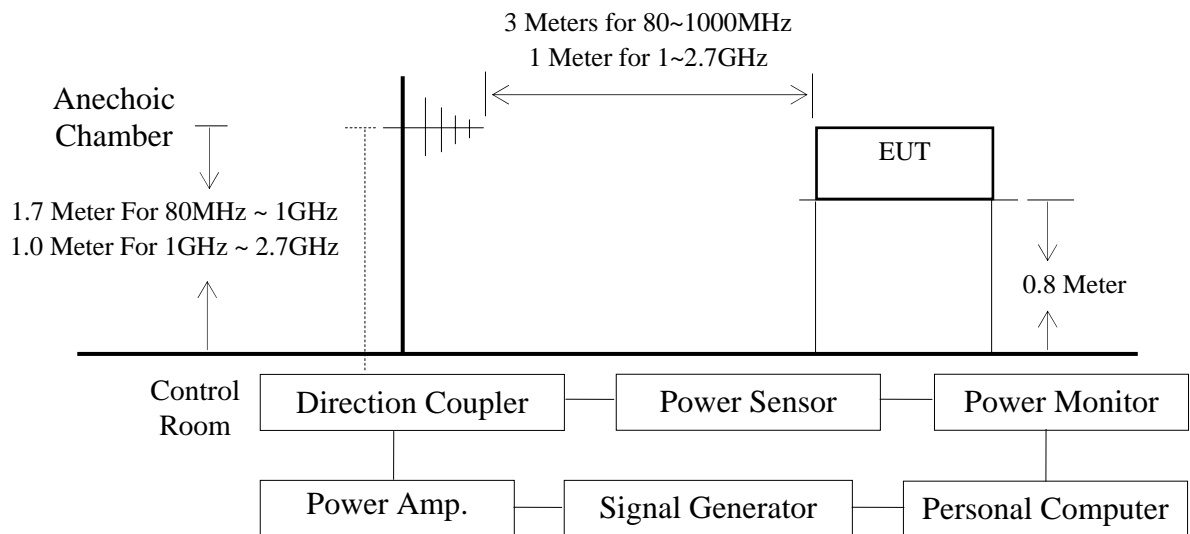 3 Meters for 80~1000MHz
1 Meter for 1~2.7GHz
Anechoic
Chamber
EUT
1.7 Meter For 80MHz ~ 1GHz
1.0 Meter For 1GHz ~ 2.7GHz
0.8 Meter
Control
Room
Direction Coupler
Power Sensor
Power Monitor
Power Amp.
Signal Generator
Personal Computer